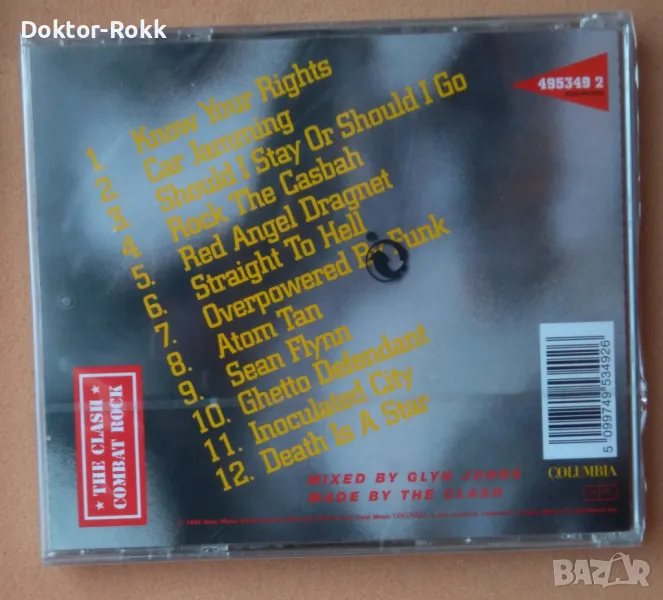 Doktor-Rokk
495349 2
1. Know Your Rights
2. Car Jamming
3. Should I Stay Or Should I Go
4. Rock The Casbah
5. Red Angel Dragnet
6. Straight To Hell
7. Overpowered By Funk
8. Atom Tan
9. Sean Flynn
10. Ghetto Defendant
11. Inoculated City
12. Death Is A Star
★ THE CLASH ★
COMBAT ROCK
MIXED BY GLYN JOHNS
MADE BY THE CLASH
5 099749 534926
COLUMBIA
BAZAR